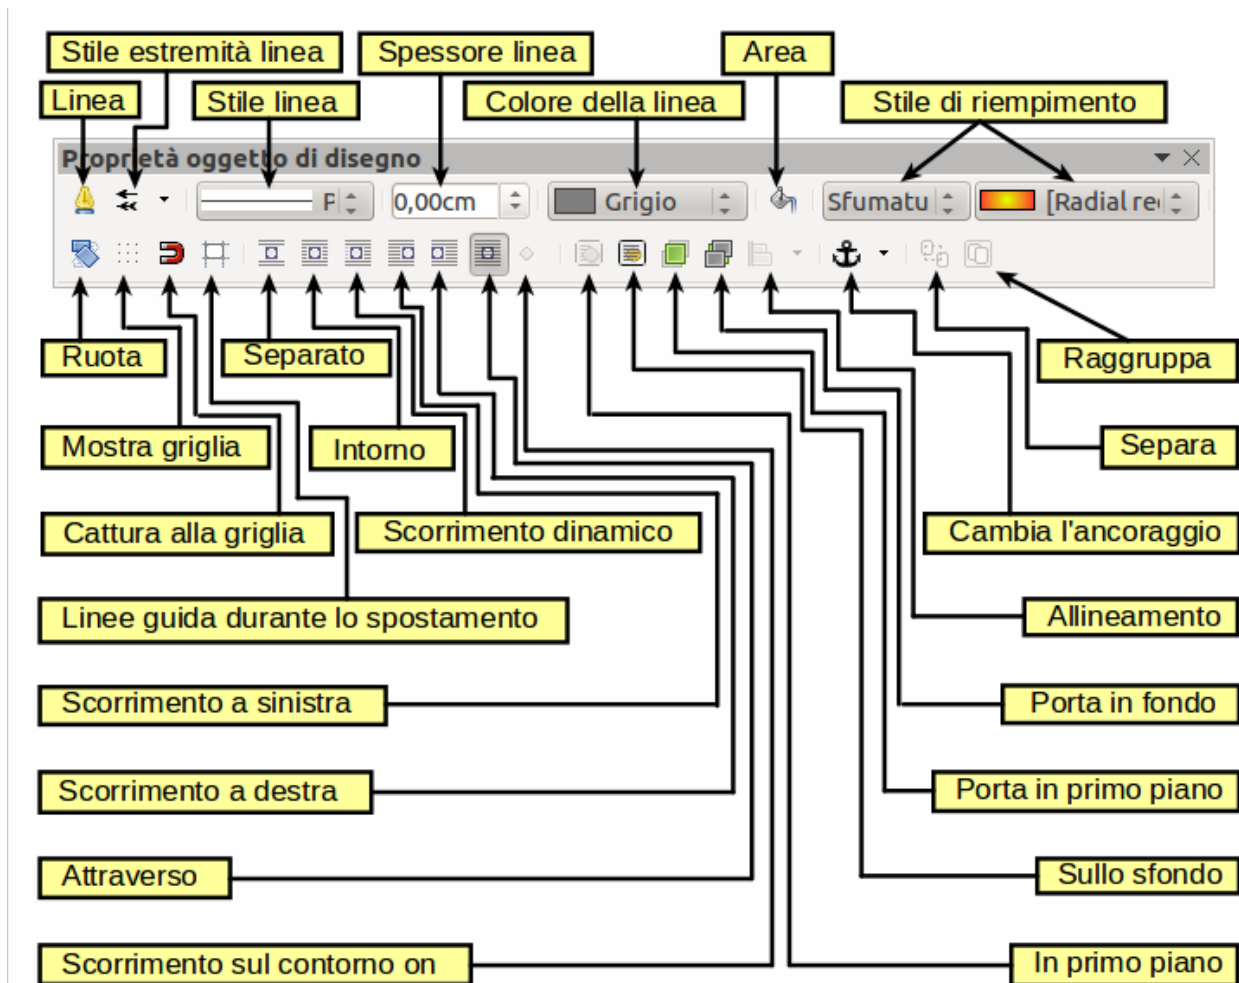 Stile estremità linea
Spessore linea
Area
Linea
Stile linea
Colore della linea
Stile di riempimento
Proprietà oggetto di disegno
0,00cm
Grigio
Sfumatu
[Radial re
Ruota
Separato
Raggruppa
Mostra griglia
Intorno
Separa
Cattura alla griglia
Scorrimento dinamico
Cambia l'ancoraggio
Linee guida durante lo spostamento
Allineamento
Scorrimento a sinistra
Porta in fondo
Scorrimento a destra
Porta in primo piano
Attraverso
Sullo sfondo
Scorrimento sul contorno on
In primo piano